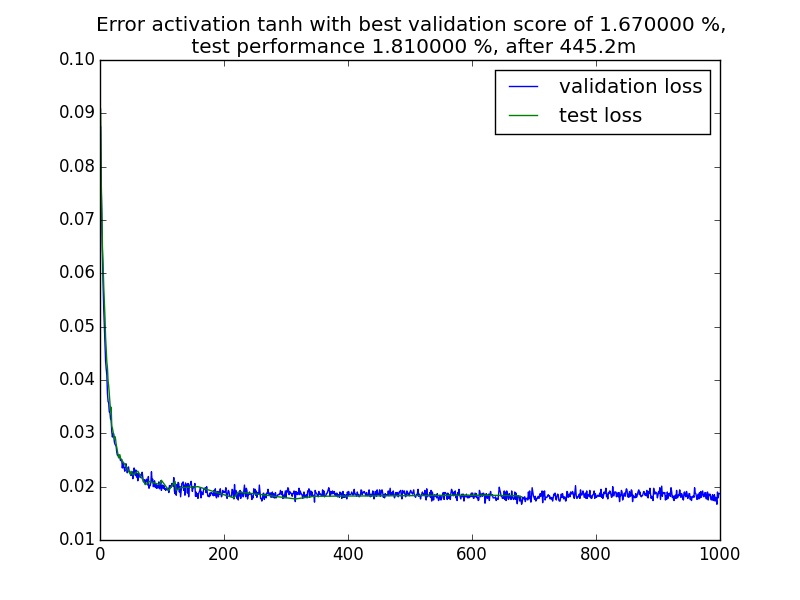 Error activation tanh with best validation score of 1.670000 %,
test performance 1.810000 %, after 445.2m
0.10
0.09
0.08
0.07
0.06
0.05
0.04
0.03
0.02
0.01
validation loss
test loss
0 200 400 600 800 1000